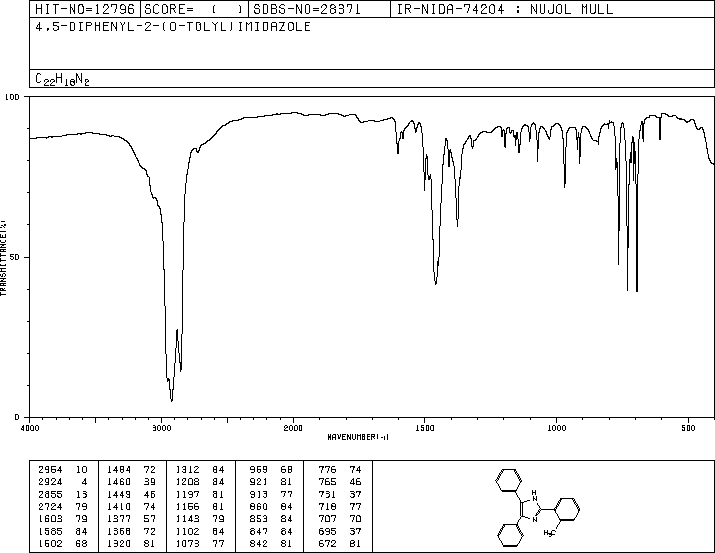 HIT-NO=12796 SCORE= ( ) SDBS-NO=28371 IR-NIDA-74204 : NUJOL MULL
4,5-DIPHENYL-2-(O-TOLYL)IMIDAZOLE
C22H18N2
100
50
0
TRANSMITTANCE(%)
4000 3000 2000 1500 1000 500
WAVENUMBER(-1)
2954 10 1484 72 1312 84 969 68 776 74
2924 4 1460 39 1208 84 921 81 765 46
2855 13 1449 46 1197 81 913 77 731 37
2724 79 1410 74 1156 81 860 84 718 77
1603 79 1377 57 1143 79 853 84 707 70
1585 84 1368 72 1102 84 847 84 695 37
1502 68 1320 81 1073 77 842 81 672 81
H
N
N
H3C